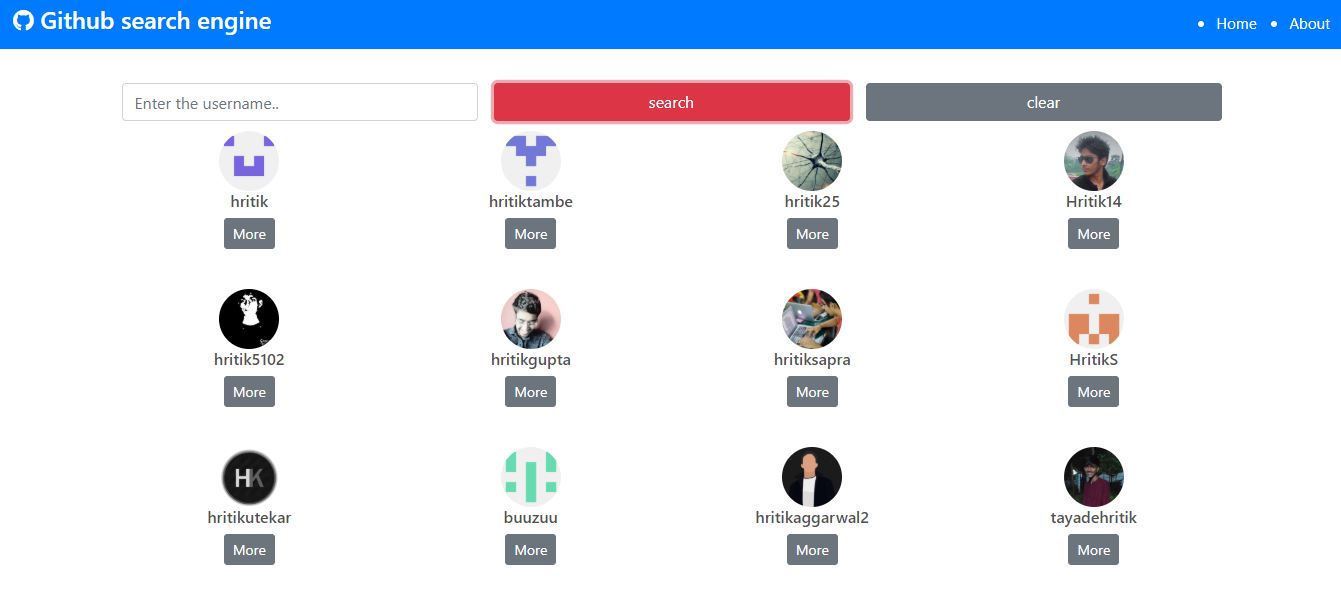 Github search engine
Home
About
Enter the username..
search
clear
hritik
hritiktambe
hritik25
Hritik14
More
More
More
More
hritik5102
hritikgupta
hritiksapra
HritikS
More
More
More
More
HK
hritikutekar
buuzuu
hritikaggarwal2
tayadehritik
More
More
More
More